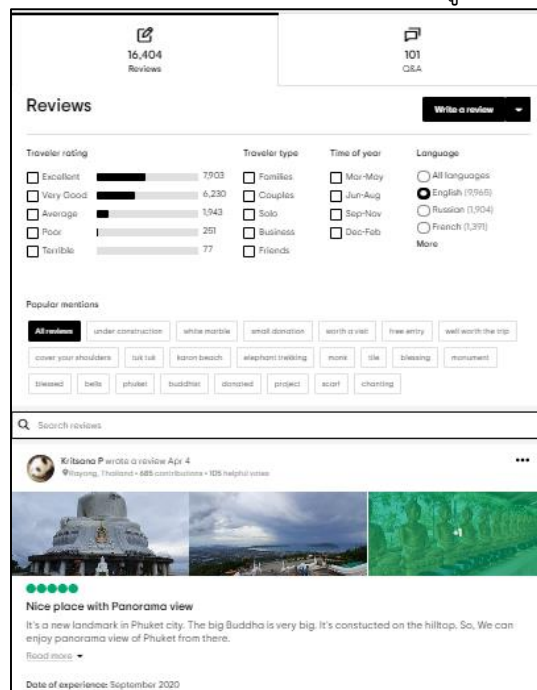 16,404
Reviews
101
Q&A
Reviews
Write a review
Traveler rating
Excellent 7,903
Very Good 6,230
Average 1,943
Poor 251
Terrible 77
Traveler type
Families
Couples
Solo
Business
Friends
Time of year
Mar-May
Jun-Aug
Sep-Nov
Dec-Feb
Language
All languages
English (9,965)
Russian (1,904)
French (1,391)
More
Popular mentions
All reviews under construction white marble small donation worth a visit free entry well worth the trip
cover your shoulders tuk tuk karon beach elephant trekking monk tile blessing monument
blessed bells phuket buddhist donated project scarf chanting
Search reviews
Kritsana P wrote a review Apr 4
Rayong, Thailand • 685 contributions • 105 helpful votes
Nice place with Panorama view
It's a new landmark in Phuket city. The big Buddha is very big. It's constucted on the hilltop. So, We can
enjoy panorama view of Phuket from there.
Read more
Date of experience: September 2020